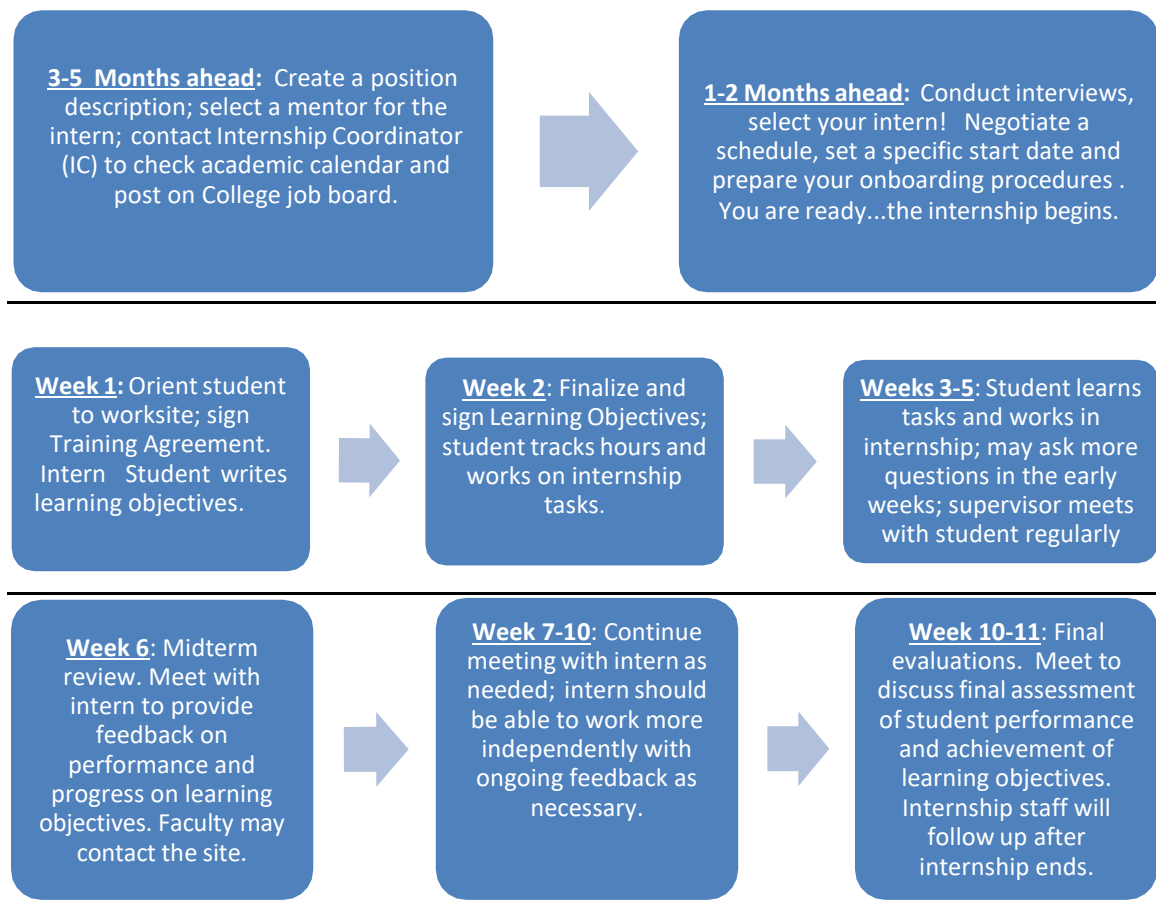 3-5 Months ahead: Create a position
description; select a mentor for the
intern; contact Internship Coordinator
(IC) to check academic calendar and
post on College job board.
1-2 Months ahead: Conduct interviews,
select your intern! Negotiate a
schedule, set a specific start date and
prepare your onboarding procedures .
You are ready...the internship begins.
Week 1: Orient student
to worksite; sign
Training Agreement.
Intern Student writes
learning objectives.
Week 2: Finalize and
sign Learning Objectives;
student tracks hours and
works on internship
tasks.
Weeks 3-5: Student learns
tasks and works in
internship; may ask more
questions in the early
weeks; supervisor meets
with student regularly
Week 6: Midterm
review. Meet with
intern to provide
feedback on
performance and
progress on learning
objectives. Faculty may
contact the site.
Week 7-10: Continue
meeting with intern as
needed; intern should
be able to work more
independently with
ongoing feedback as
necessary.
Week 10-11: Final
evaluations. Meet to
discuss final assessment
of student performance
and achievement of
learning objectives.
Internship staff will
follow up after
internship ends.